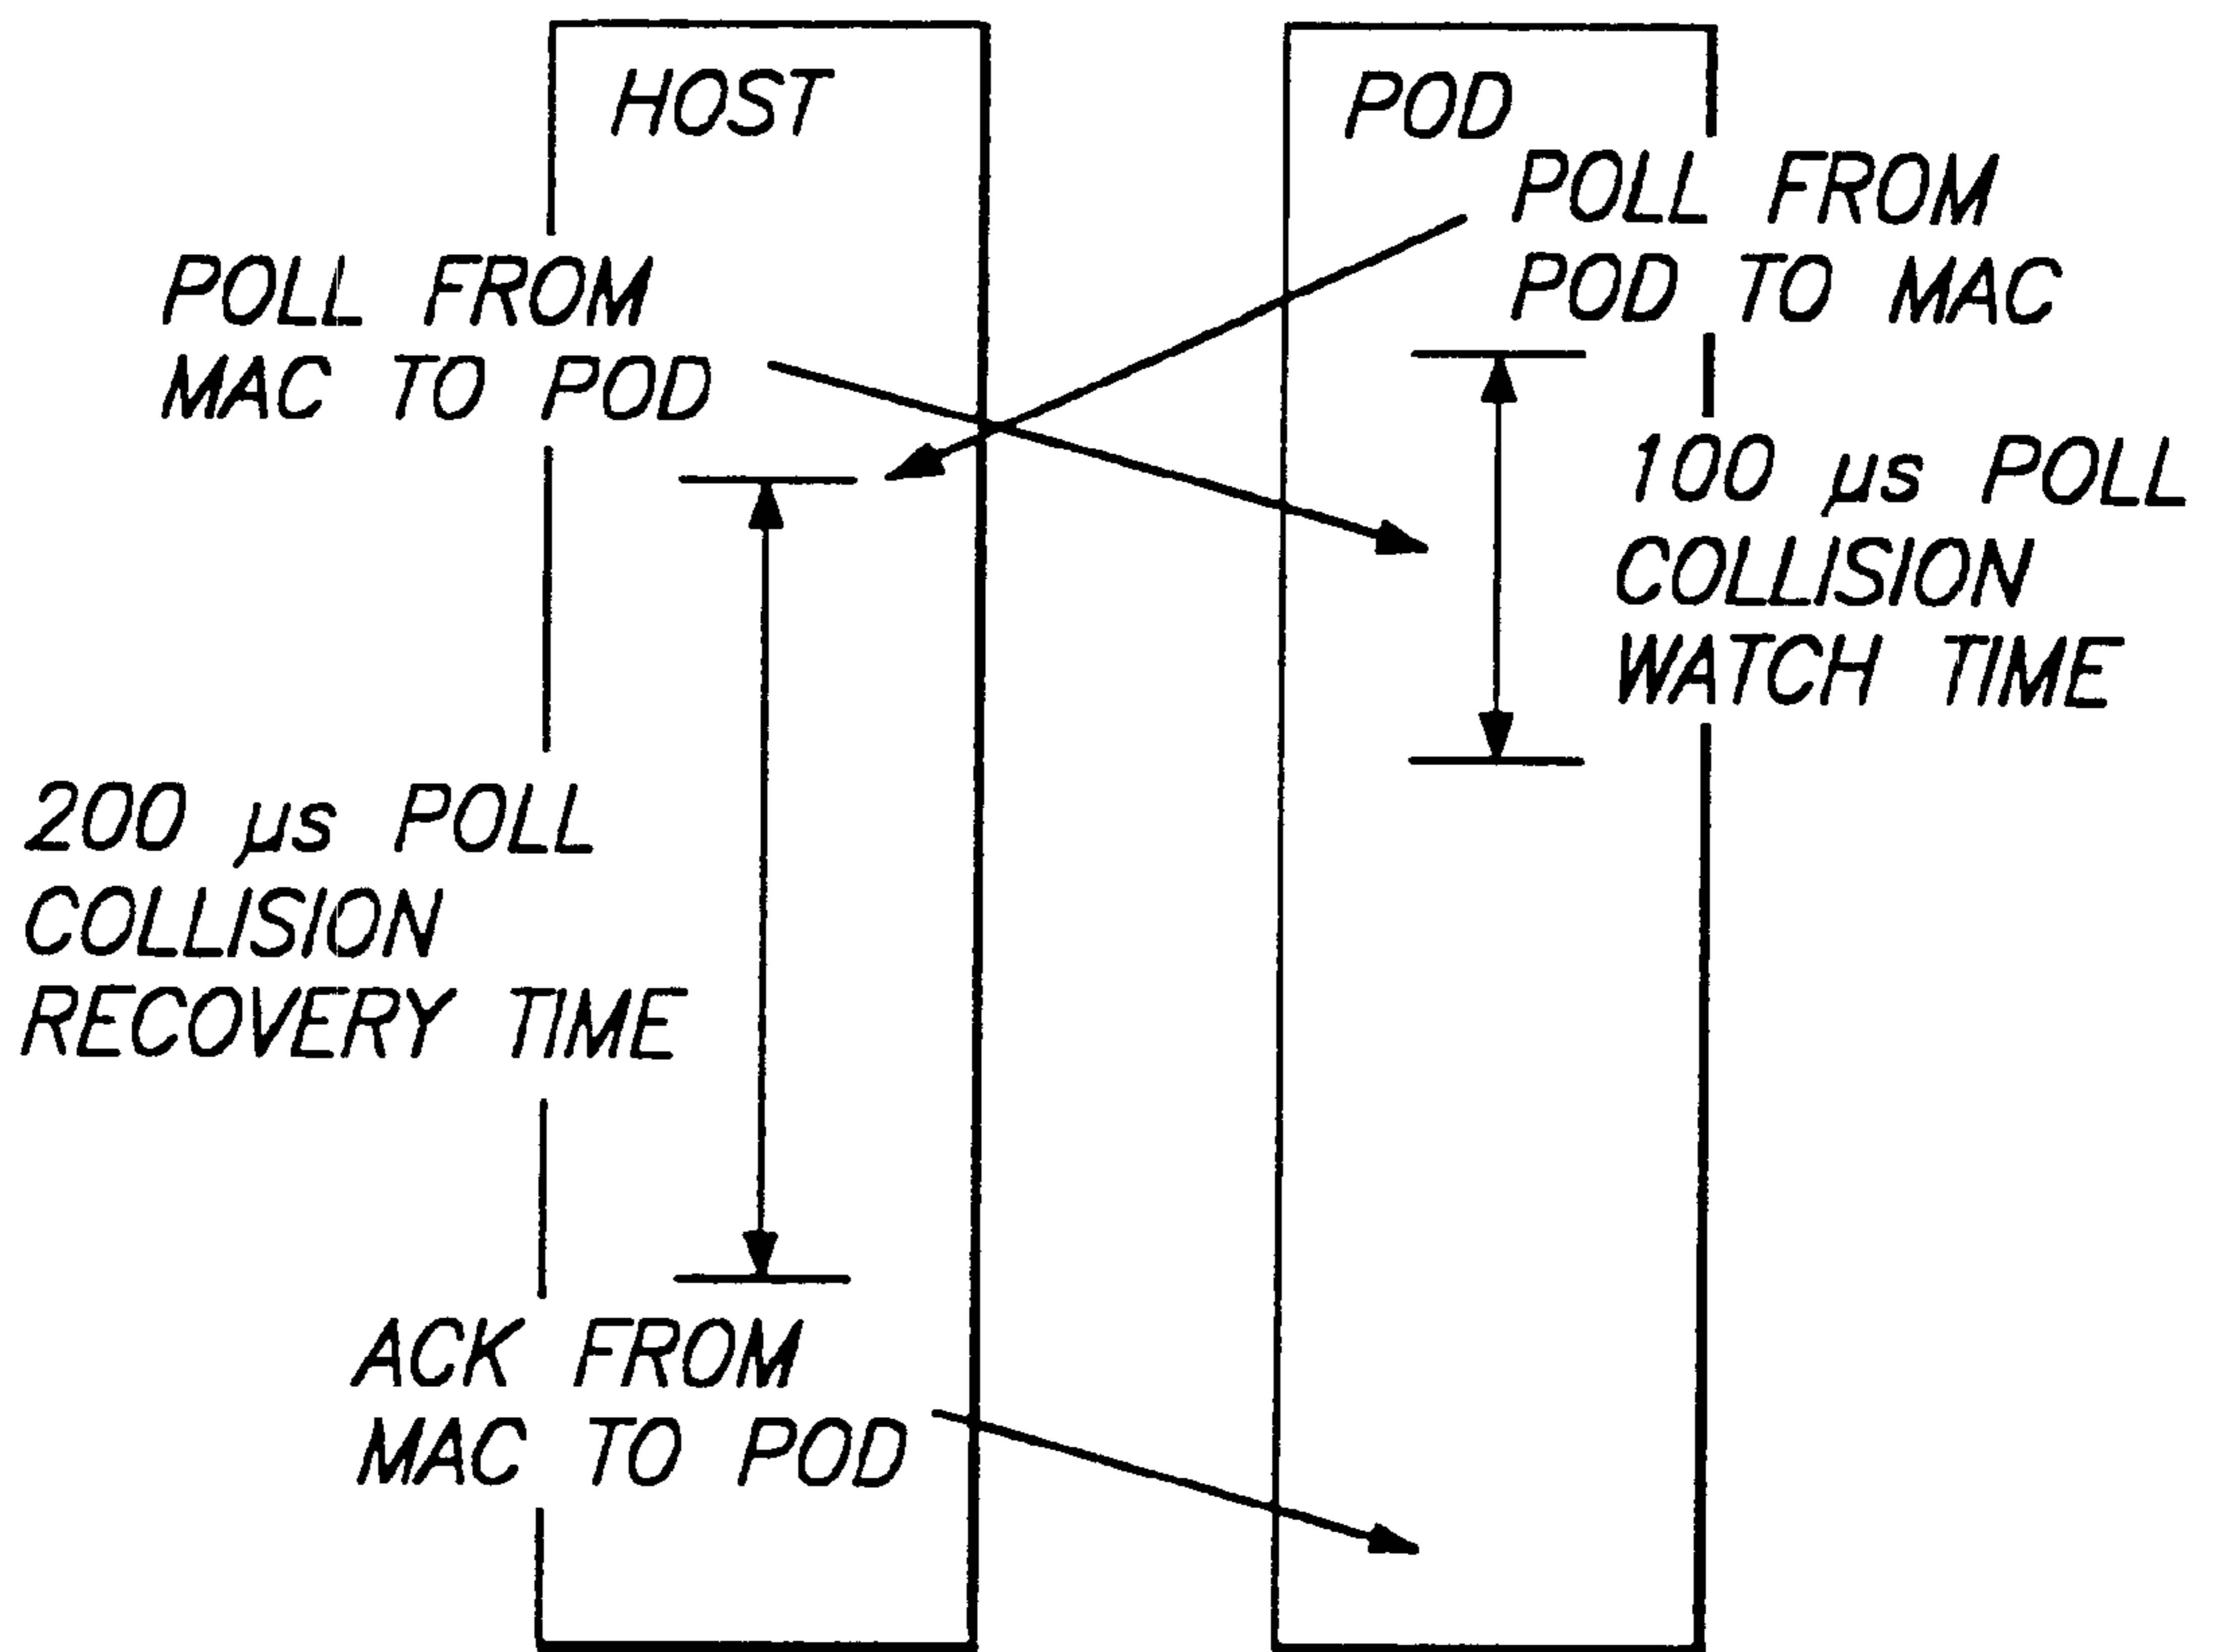 HOST
POLL FROM
MAC TO POD
200 µs POLL
COLLISION
RECOVERY TIME
ACK FROM
MAC TO POD
POD
POLL FROM
POD TO MAC
100 µs POLL
COLLISION
WATCH TIME